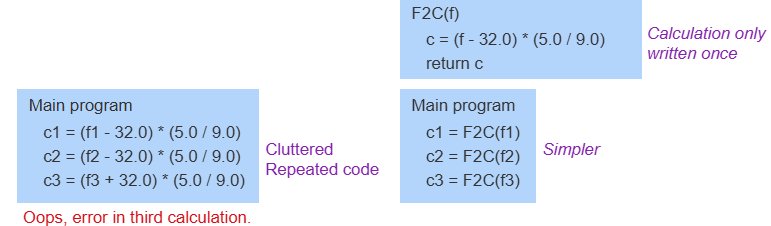 F2C(f)
c = (f - 32.0) * (5.0 / 9.0)
return c
Calculation only
written once
Main program
c1 = (f1 - 32.0) * (5.0 / 9.0)
c2 = (f2 - 32.0) * (5.0 / 9.0)
c3 = (f3 + 32.0) * (5.0 / 9.0)
Cluttered
Repeated code
Oops, error in third calculation.
Main program
c1 = F2C(f1)
c2 = F2C(f2)
c3 = F2C(f3)
Simpler